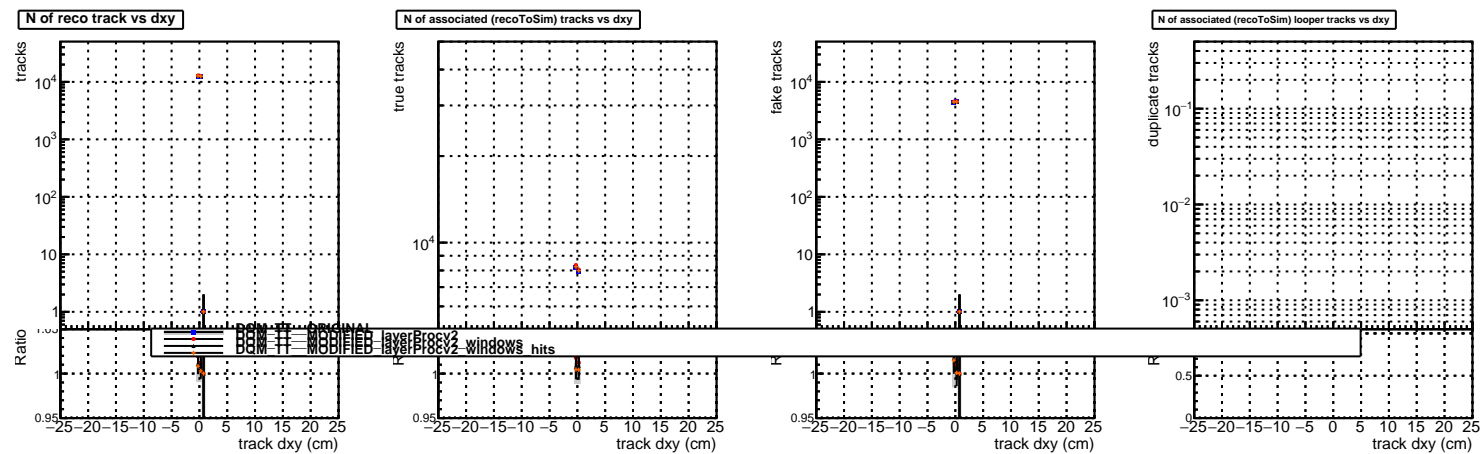 N of reco track vs dxy
tracks
10⁴
10³
10²
10
1
Ratio
1
0.95
−25−20−15−10 −5 0 5 10 15 20 25
track dxy (cm)
N of associated (recoToSim) tracks vs dxy
true tracks
10⁴
1
0.95
−25−20−15−10 −5 0 5 10 15 20 25
track dxy (cm)
fake tracks
10⁴
10³
10²
10
1
1
0.95
−25−20−15−10 −5 0 5 10 15 20 25
track dxy (cm)
N of associated (recoToSim) looper tracks vs dxy
duplicate tracks
10⁻¹
10⁻²
10⁻³
0.5
0
−25−20−15−10 −5 0 5 10 15 20 25
track dxy (cm)
DQM_TT__ORIGINAL
DQM_TT__MODIFIED_layerProcv2
DQM_TT__MODIFIED_layerProcv2_windows
DQM_TT__MODIFIED_layerProcv2_windows_hits